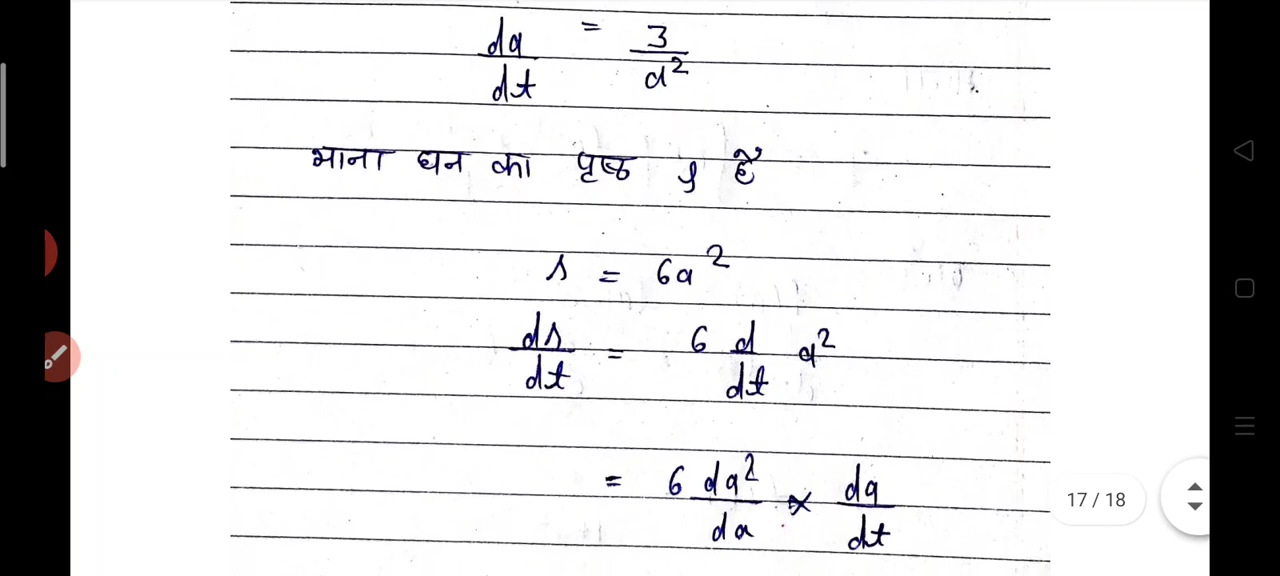 da/dt = 3/a²
माना घन का पृष्ठ s है
s = 6a²
ds/dt = 6 d/dt a²
= 6 da²/da × da/dt
17 / 18